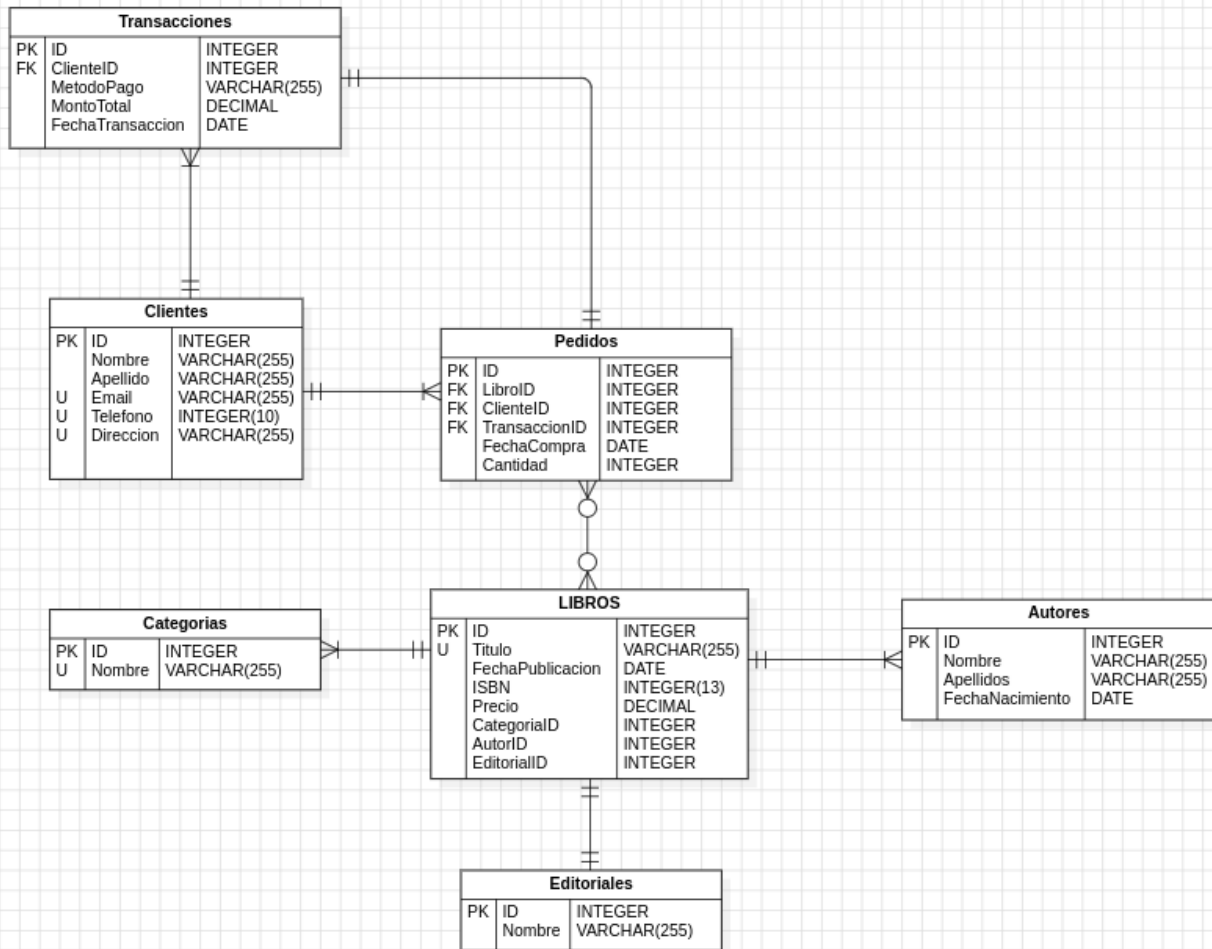 Transacciones
PK ID INTEGER
FK ClienteID INTEGER
MetodoPago VARCHAR(255)
MontoTotal DECIMAL
FechaTransaccion DATE
Clientes
PK ID INTEGER
Nombre VARCHAR(255)
Apellido VARCHAR(255)
U Email VARCHAR(255)
U Telefono INTEGER(10)
U Direccion VARCHAR(255)
Pedidos
PK ID INTEGER
FK LibroID INTEGER
FK ClienteID INTEGER
FK TransaccionID INTEGER
FechaCompra DATE
Cantidad INTEGER
Categorias
PK ID INTEGER
U Nombre VARCHAR(255)
LIBROS
PK ID INTEGER
U Titulo VARCHAR(255)
FechaPublicacion DATE
ISBN INTEGER(13)
Precio DECIMAL
CategoriaID INTEGER
AutorID INTEGER
EditorialID INTEGER
Autores
PK ID INTEGER
Nombre VARCHAR(255)
Apellidos VARCHAR(255)
FechaNacimiento DATE
Editoriales
PK ID INTEGER
Nombre VARCHAR(255)